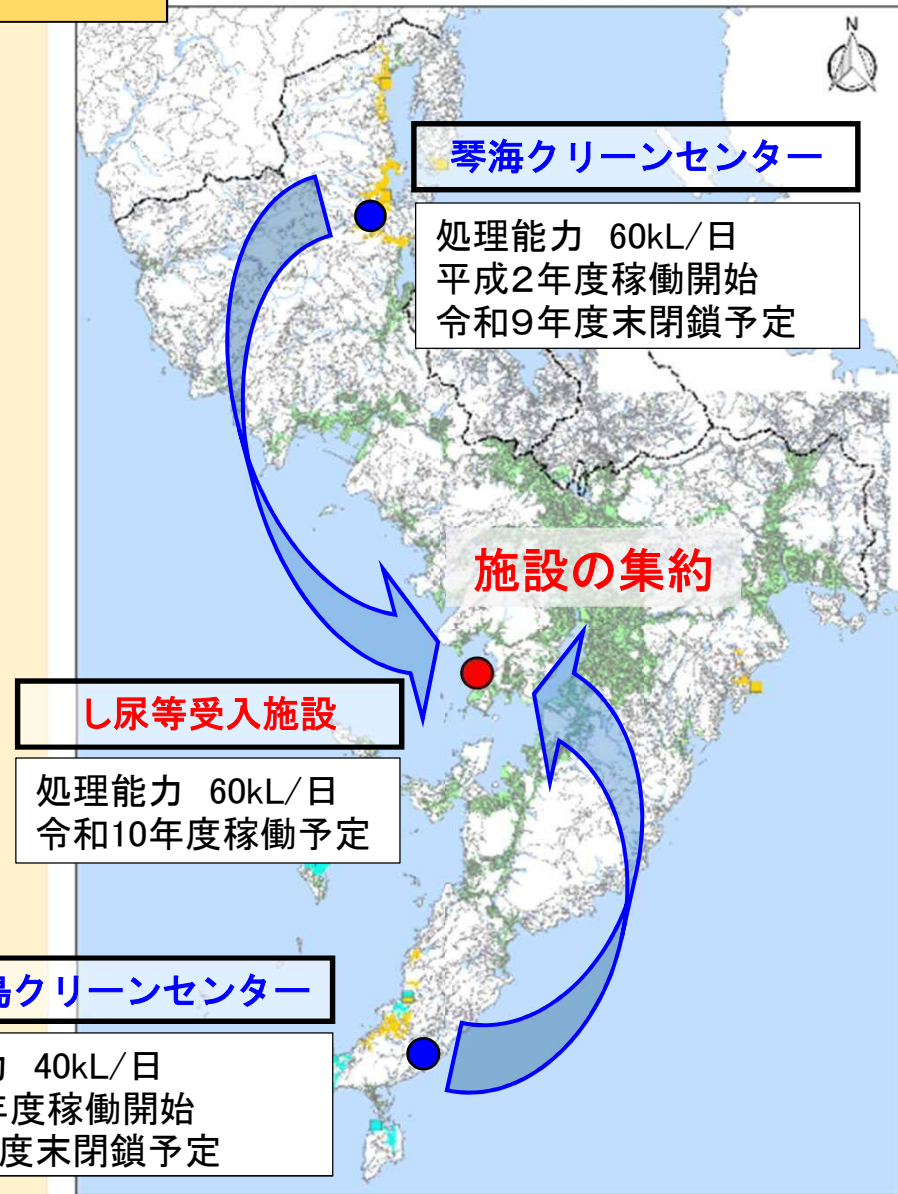 N
琴海クリーンセンター
処理能力 60kL/日
平成2年度稼働開始
令和9年度末閉鎖予定
施設の集約
し尿等受入施設
処理能力 60kL/日
令和10年度稼働予定
島クリーンセンター
力 40kL/日
年度稼働開始
度末閉鎖予定